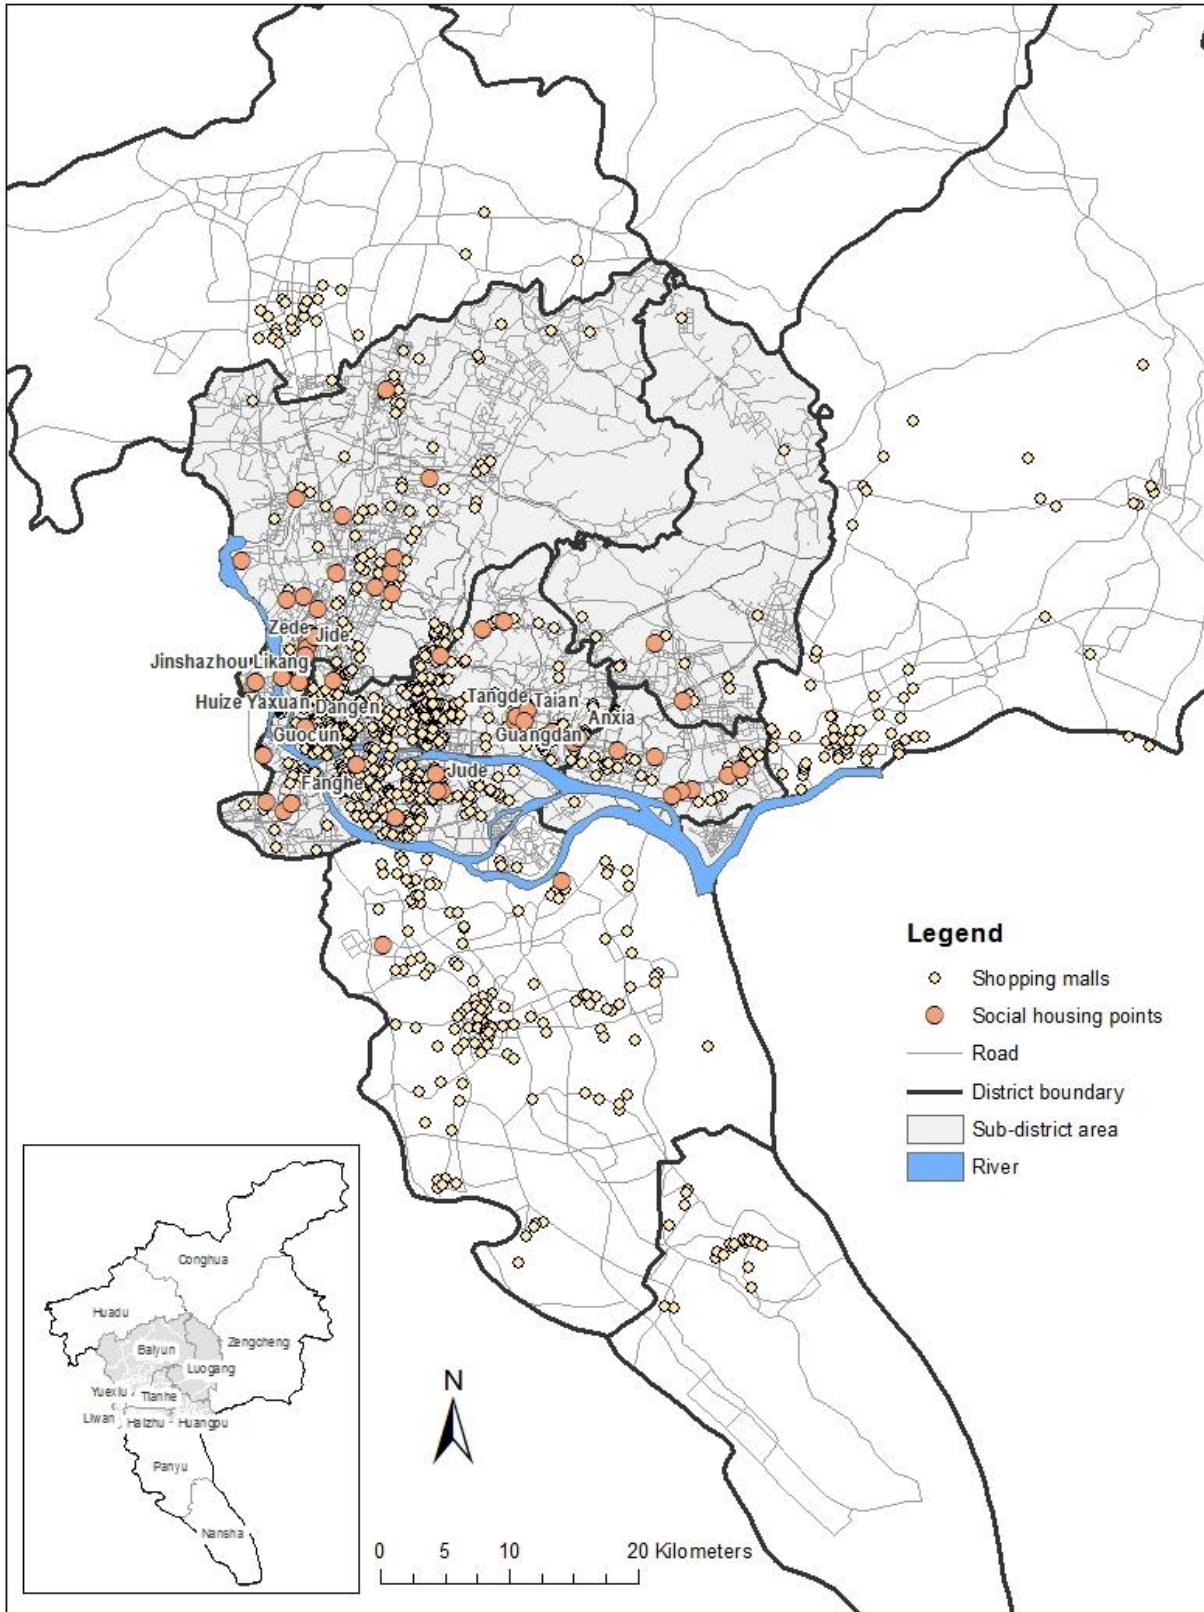 Zede Jide
Jinshazhou Likang
Huize Yaxuan Dangen
Tangde Taian
Anxia
Guocun
Guangdan
Fanghe
Jude
Legend
Shopping malls
Social housing points
Road
District boundary
Sub-district area
River
Conghua
Huadu
Zengcheng
Baiyun
Luogang
Yuexiu
Tianhe
Liwan
Haizhu
Huangpu
Panyu
Nansha
N
0 5 10 20 Kilometers